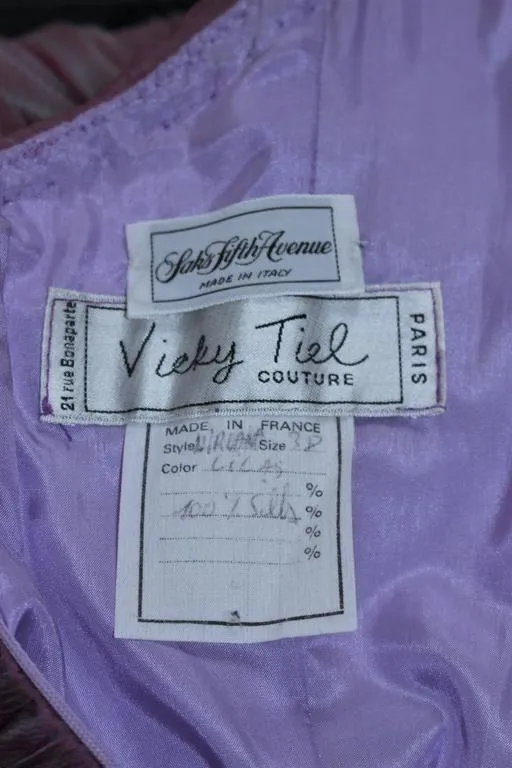 Saks Fifth Avenue
MADE IN ITALY
21 rue Bonaparte
Vicky Tiel
COUTURE
PARIS
MADE IN FRANCE
Style NIRVANA Size 38
Color LILAS
%
100 % Silk %
%
%